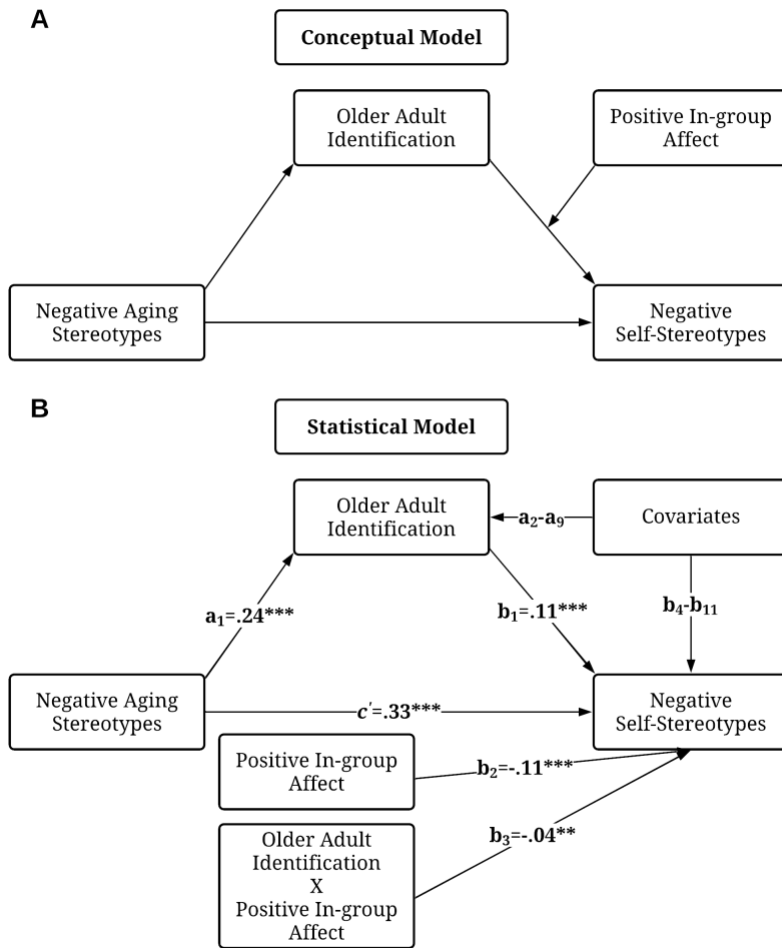 A
Conceptual Model
Older Adult
Identification
Positive In-group
Affect
Negative Aging
Stereotypes
Negative
Self-Stereotypes
B
Statistical Model
Older Adult
Identification
a₂-a₉
Covariates
a₁=.24***
b₁=.11***
b₄-b₁₁
Negative Aging
Stereotypes
c'=.33***
Negative
Self-Stereotypes
Positive In-group
Affect
b₂=-.11***
Older Adult
Identification
X
Positive In-group
Affect
b₃=-.04**